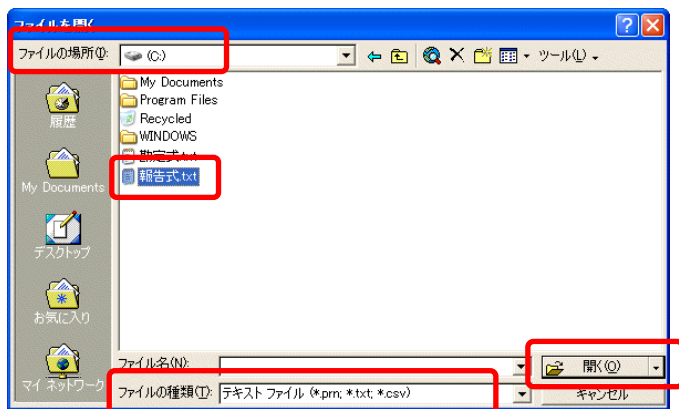 ファイルを開く
ファイルの場所(I):
(C:)
ツール(L)
履歴
My Documents
デスクトップ
お気に入り
マイ ネットワーク
My Documents
Program Files
Recycled
WINDOWS
勘定式.txt
報告式.txt
ファイル名(N):
開く(O)
ファイルの種類(T):
テキスト ファイル (*.prn; *.txt; *.csv)
キャンセル